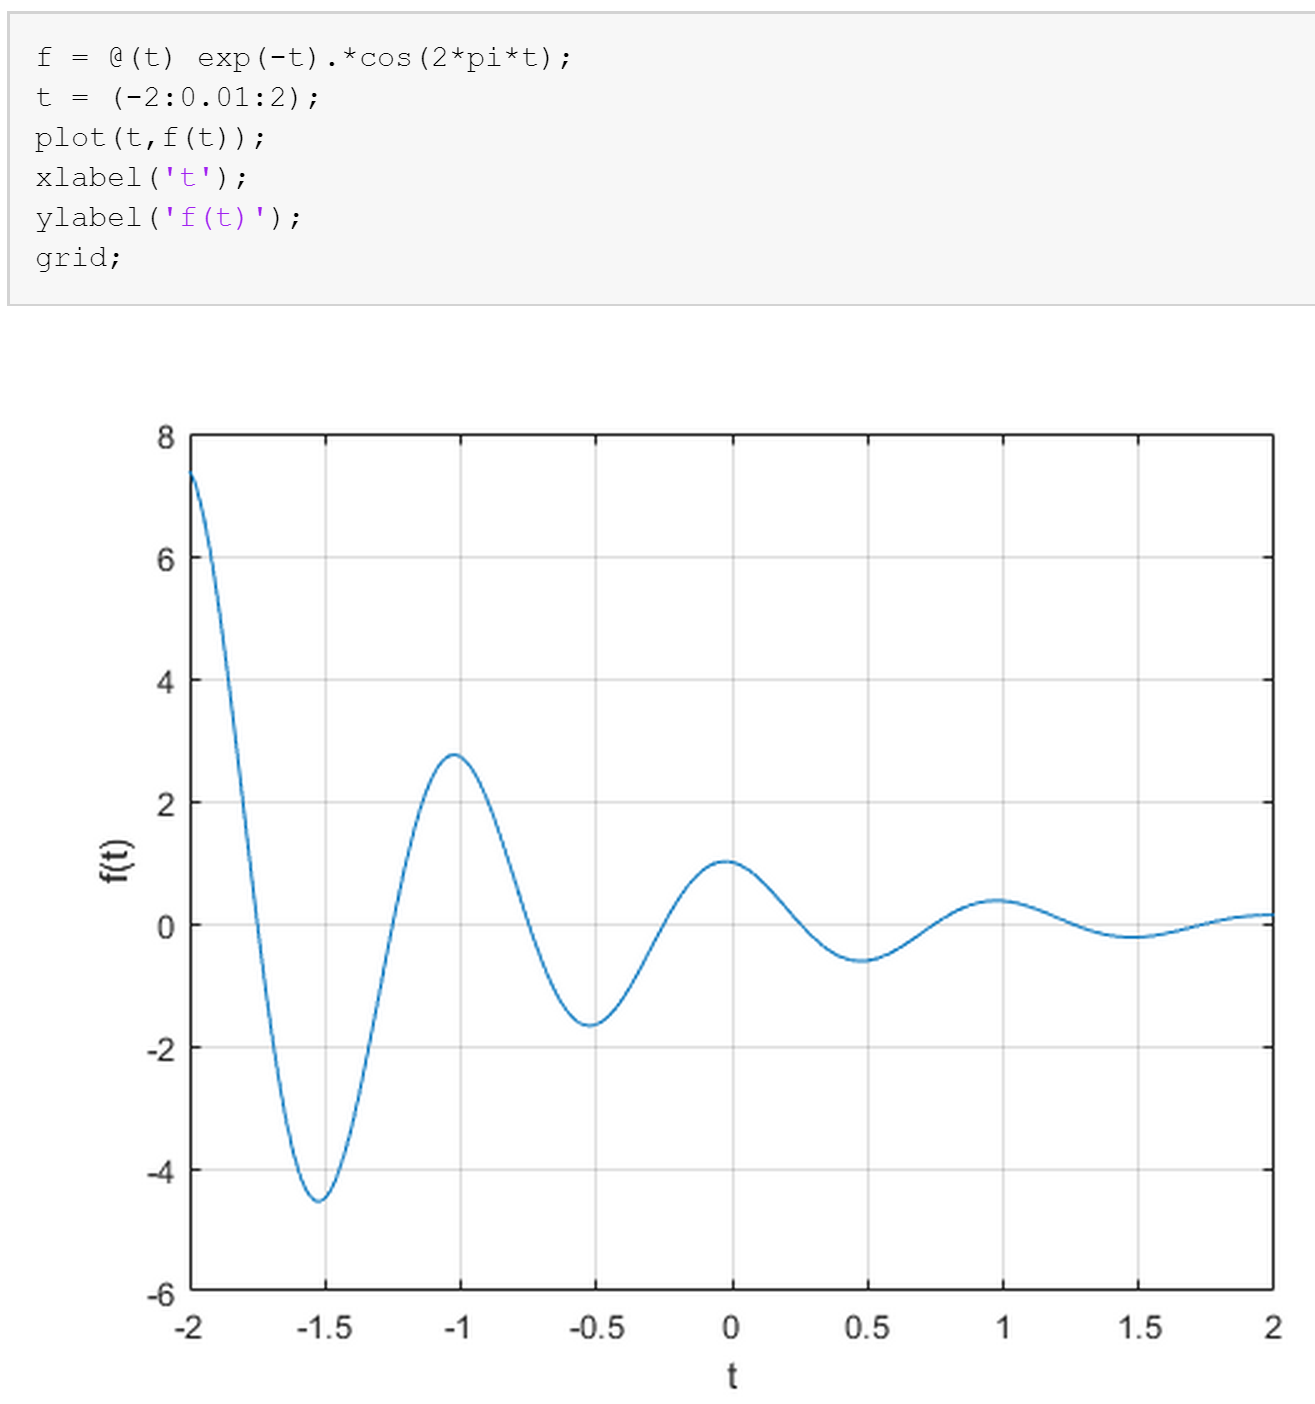 f = @(t) exp(-t).*cos(2*pi*t);
t = (-2:0.01:2);
plot(t,f(t));
xlabel('t');
ylabel('f(t)');
grid;
8
6
4
2
0
-2
-4
-6
f(t)
-2 -1.5 -1 -0.5 0 0.5 1 1.5 2
t